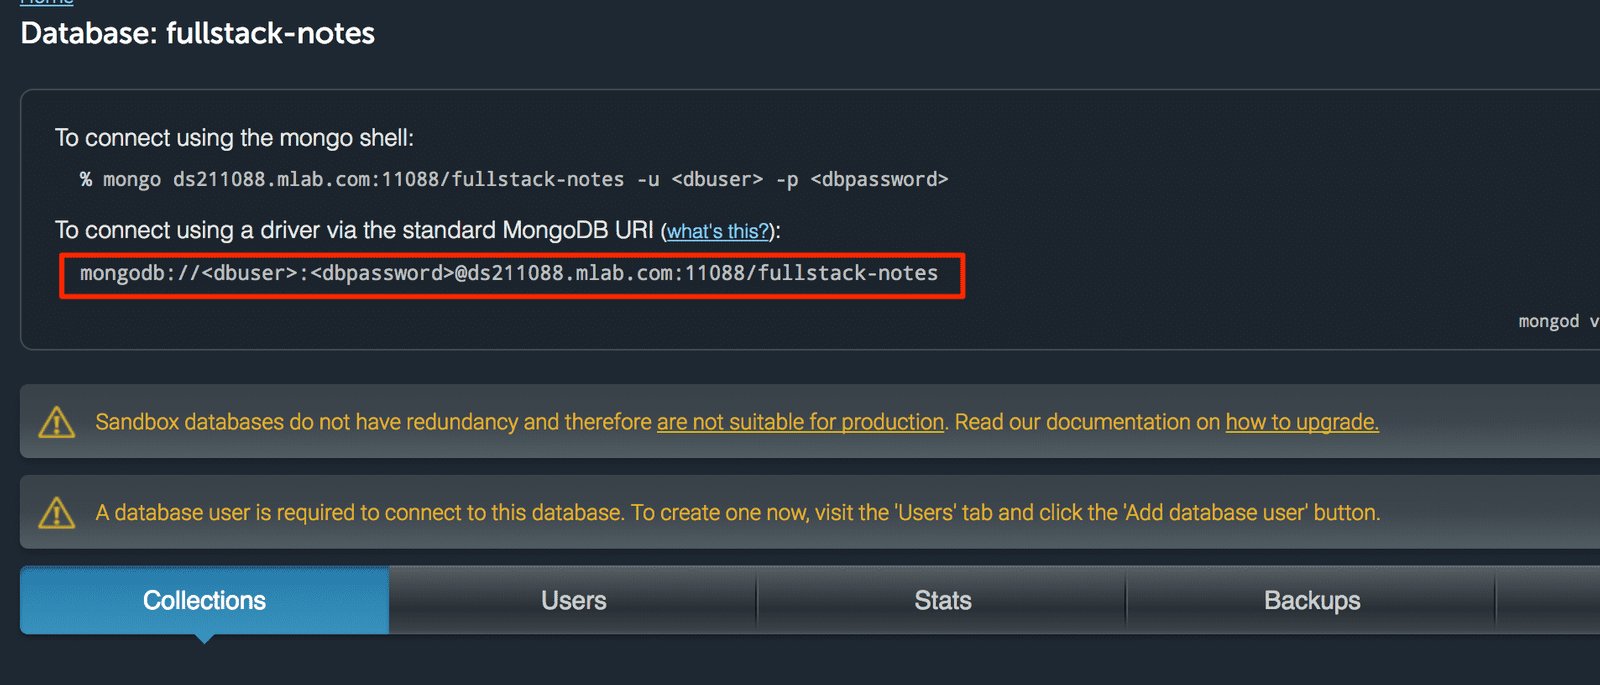 Home
Database: fullstack-notes
To connect using the mongo shell:
% mongo ds211088.mlab.com:11088/fullstack-notes -u <dbuser> -p <dbpassword>
To connect using a driver via the standard MongoDB URI (what's this?):
mongodb://<dbuser>:<dbpassword>@ds211088.mlab.com:11088/fullstack-notes
mongod v
Sandbox databases do not have redundancy and therefore are not suitable for production. Read our documentation on how to upgrade.
A database user is required to connect to this database. To create one now, visit the 'Users' tab and click the 'Add database user' button.
Collections Users Stats Backups